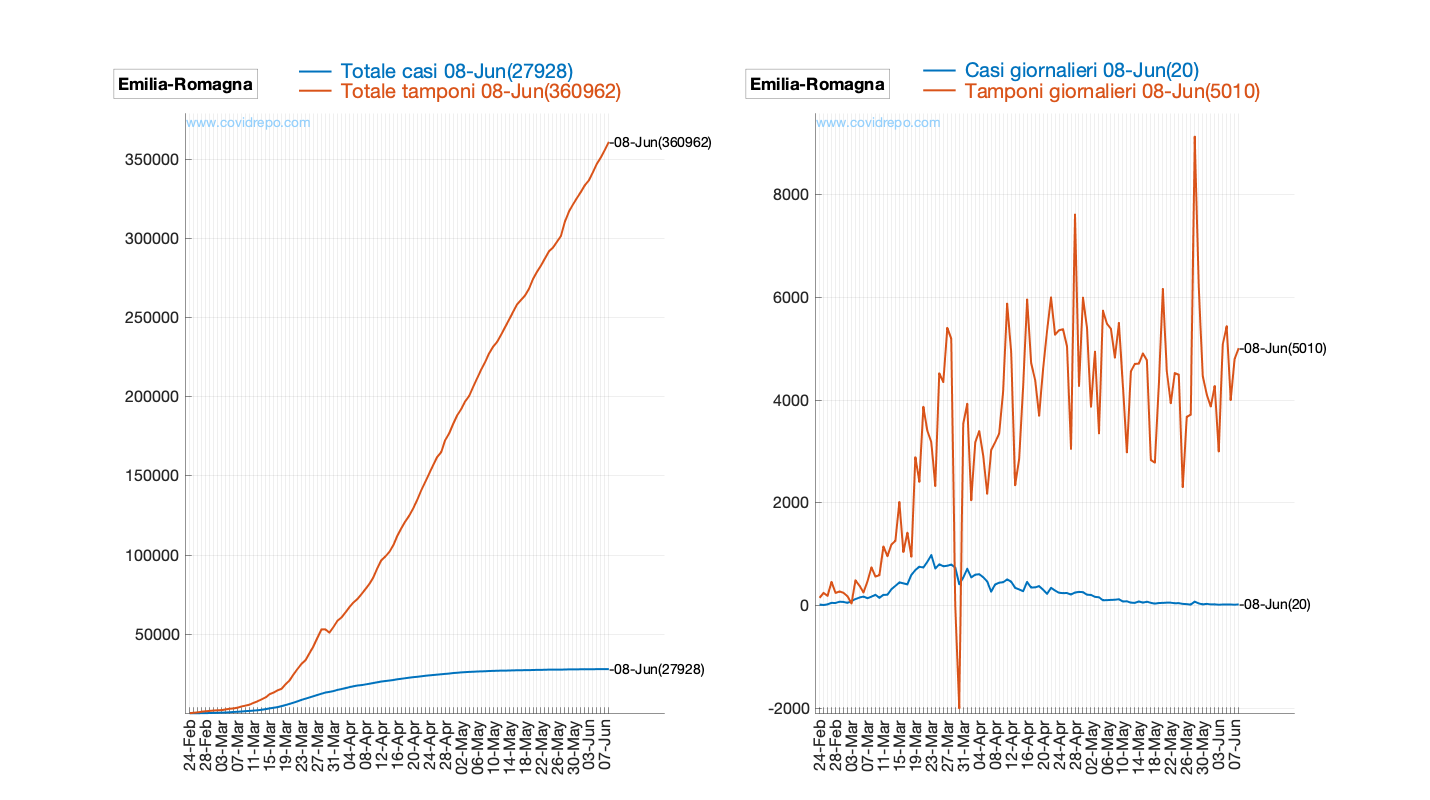 Emilia-Romagna
Totale casi 08-Jun(27928)
Totale tamponi 08-Jun(360962)
www.covidrepo.com
08-Jun(360962)
350000
300000
250000
200000
150000
100000
50000
08-Jun(27928)
24-Feb
28-Feb
03-Mar
07-Mar
11-Mar
15-Mar
19-Mar
23-Mar
27-Mar
31-Mar
04-Apr
08-Apr
12-Apr
16-Apr
20-Apr
24-Apr
28-Apr
02-May
06-May
10-May
14-May
18-May
22-May
26-May
30-May
03-Jun
07-Jun
Emilia-Romagna
Casi giornalieri 08-Jun(20)
Tamponi giornalieri 08-Jun(5010)
www.covidrepo.com
8000
6000
08-Jun(5010)
4000
2000
0
08-Jun(20)
-2000
24-Feb
28-Feb
03-Mar
07-Mar
11-Mar
15-Mar
19-Mar
23-Mar
27-Mar
31-Mar
04-Apr
08-Apr
12-Apr
16-Apr
20-Apr
24-Apr
28-Apr
02-May
06-May
10-May
14-May
18-May
22-May
26-May
30-May
03-Jun
07-Jun